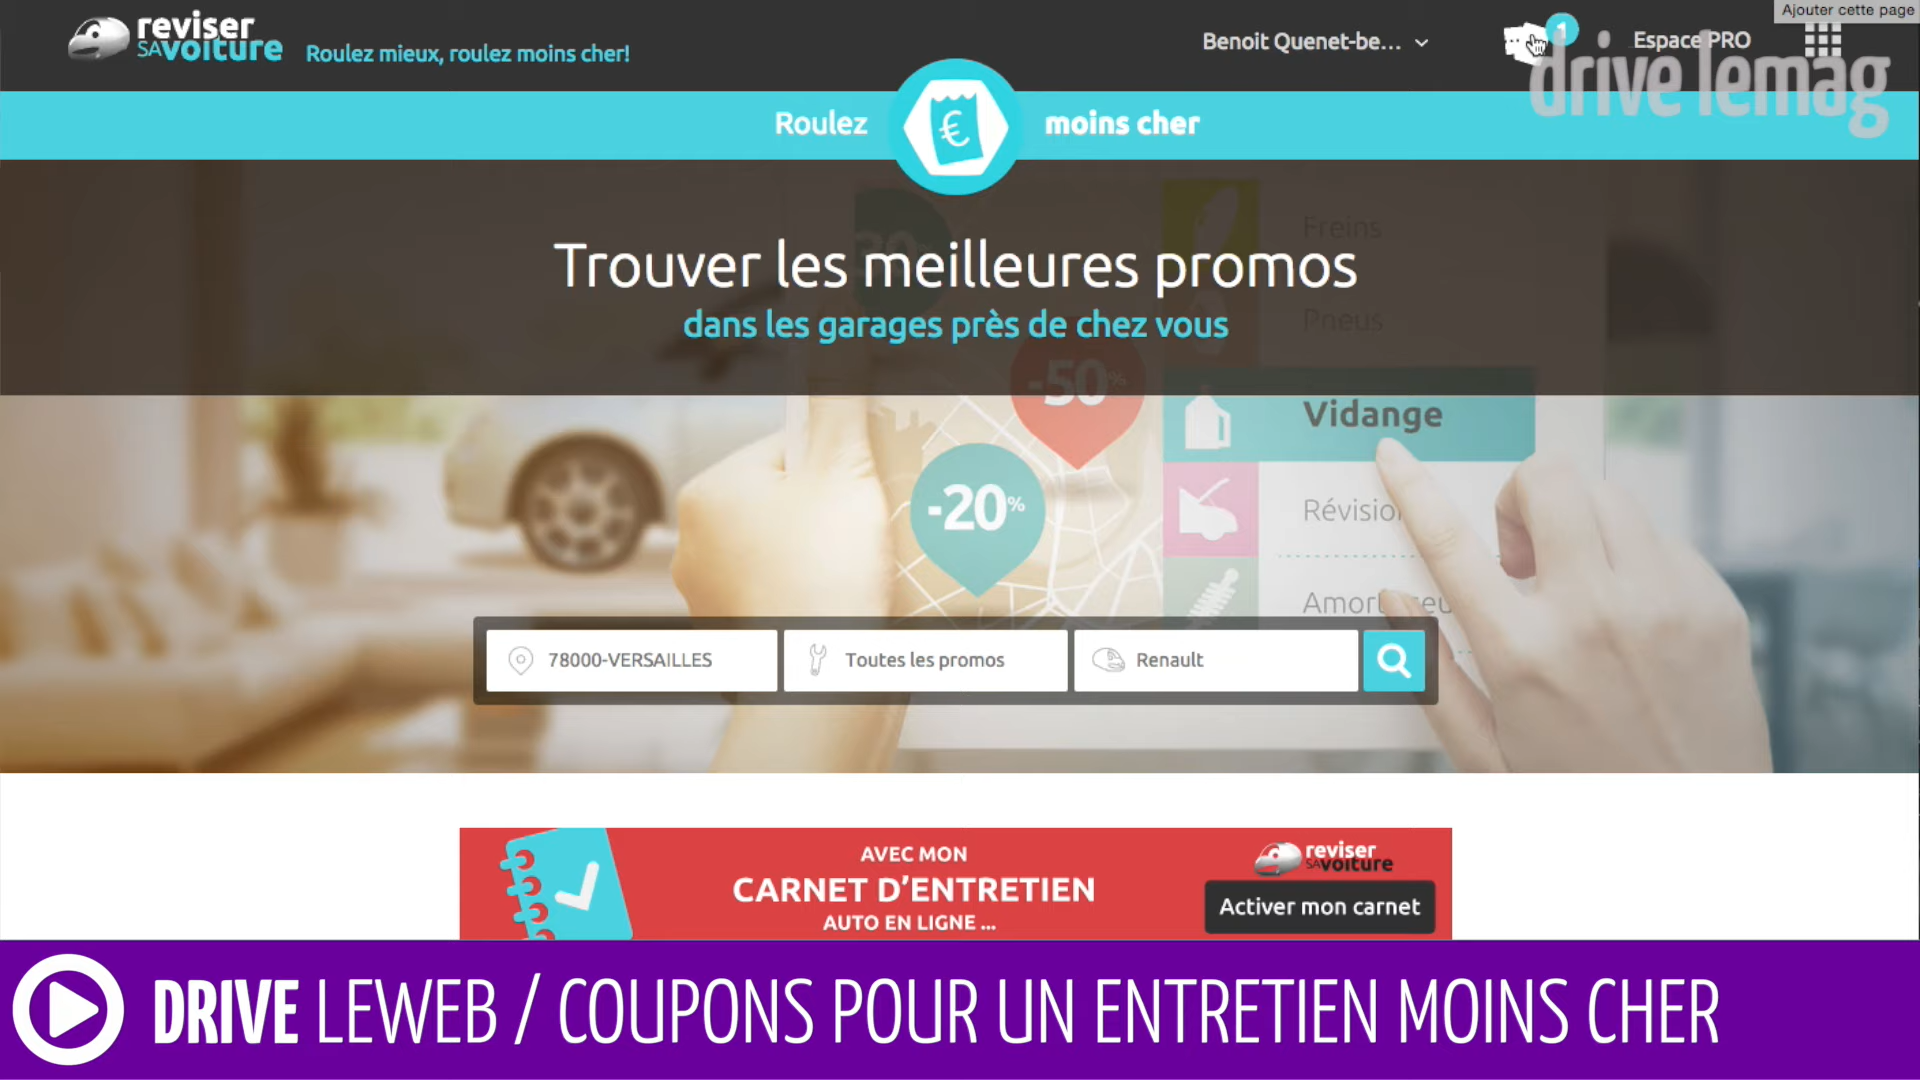 Ajouter cette page
reviser
SAVOITURE
Roulez mieux, roulez moins cher!
Benoit Quenet-be...
1
Espace PRO
drive lemag
Roulez
€
moins cher
Freins
30
Trouver les meilleures promos
dans les garages près de chez vous
Pneus
-50%
Vidange
-20%
Révision
Amortisseu
78000-VERSAILLES
Toutes les promos
Renault
AVEC MON
CARNET D'ENTRETIEN
AUTO EN LIGNE ...
reviser
SAVOITURE
Activer mon carnet
DRIVE LEWEB / COUPONS POUR UN ENTRETIEN MOINS CHER